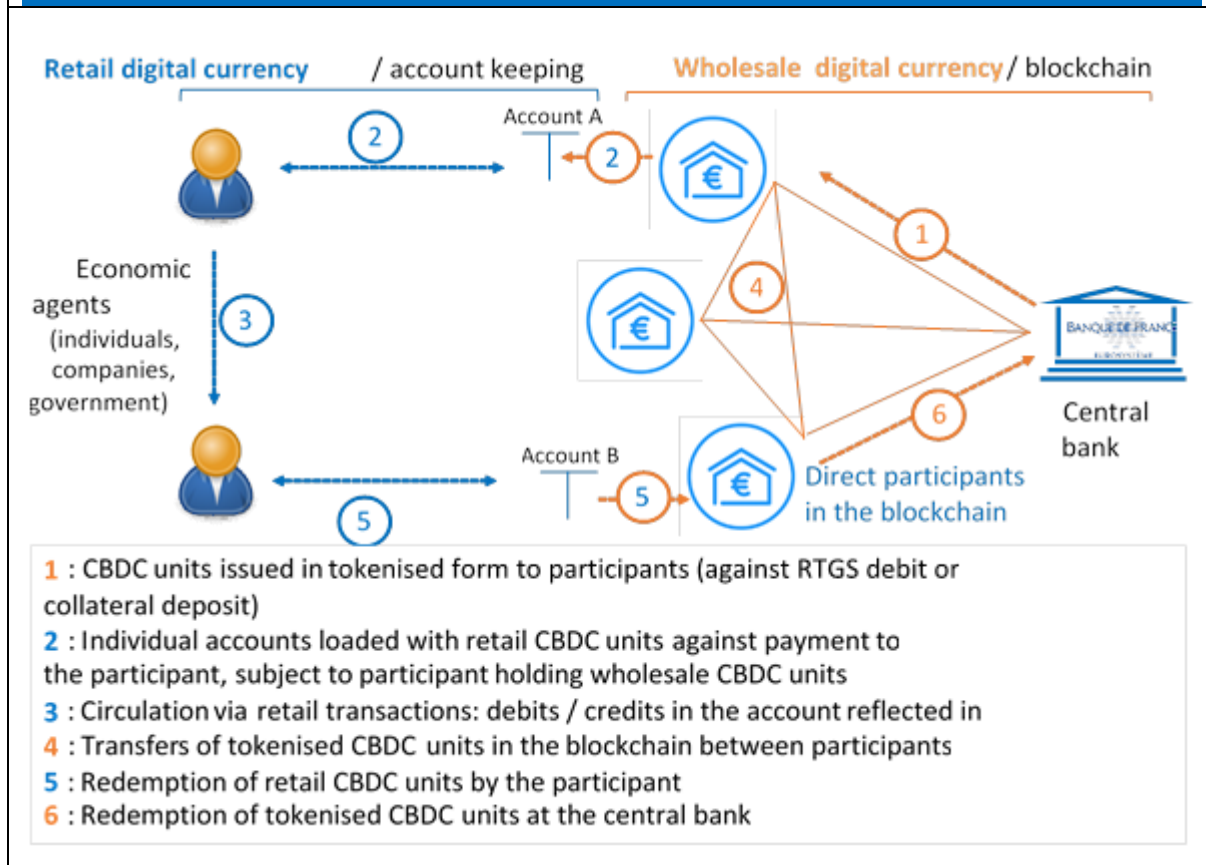 Retail digital currency / account keeping
Wholesale digital currency / blockchain
Account A
2
2
€
1
4
€
Economic
agents
(individuals,
companies,
government)
3
BANQUE DE FRANCE
EUROSYSTÈME
6
Central
bank
Account B
5
5
€
Direct participants
in the blockchain
1 : CBDC units issued in tokenised form to participants (against RTGS debit or
collateral deposit)
2 : Individual accounts loaded with retail CBDC units against payment to
the participant, subject to participant holding wholesale CBDC units
3 : Circulation via retail transactions: debits / credits in the account reflected in
4 : Transfers of tokenised CBDC units in the blockchain between participants
5 : Redemption of retail CBDC units by the participant
6 : Redemption of tokenised CBDC units at the central bank